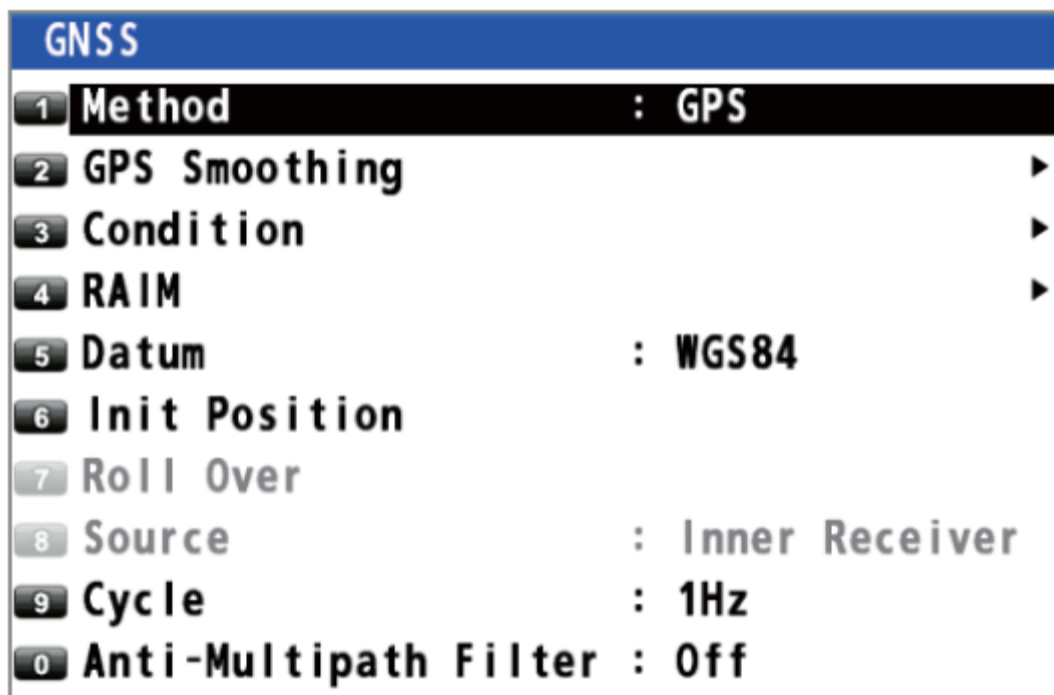 GNSS
1 Method : GPS
2 GPS Smoothing ▶
3 Condition ▶
4 RAIM ▶
5 Datum : WGS84
6 Init Position
7 Roll Over
8 Source : Inner Receiver
9 Cycle : 1Hz
0 Anti-Multipath Filter : Off